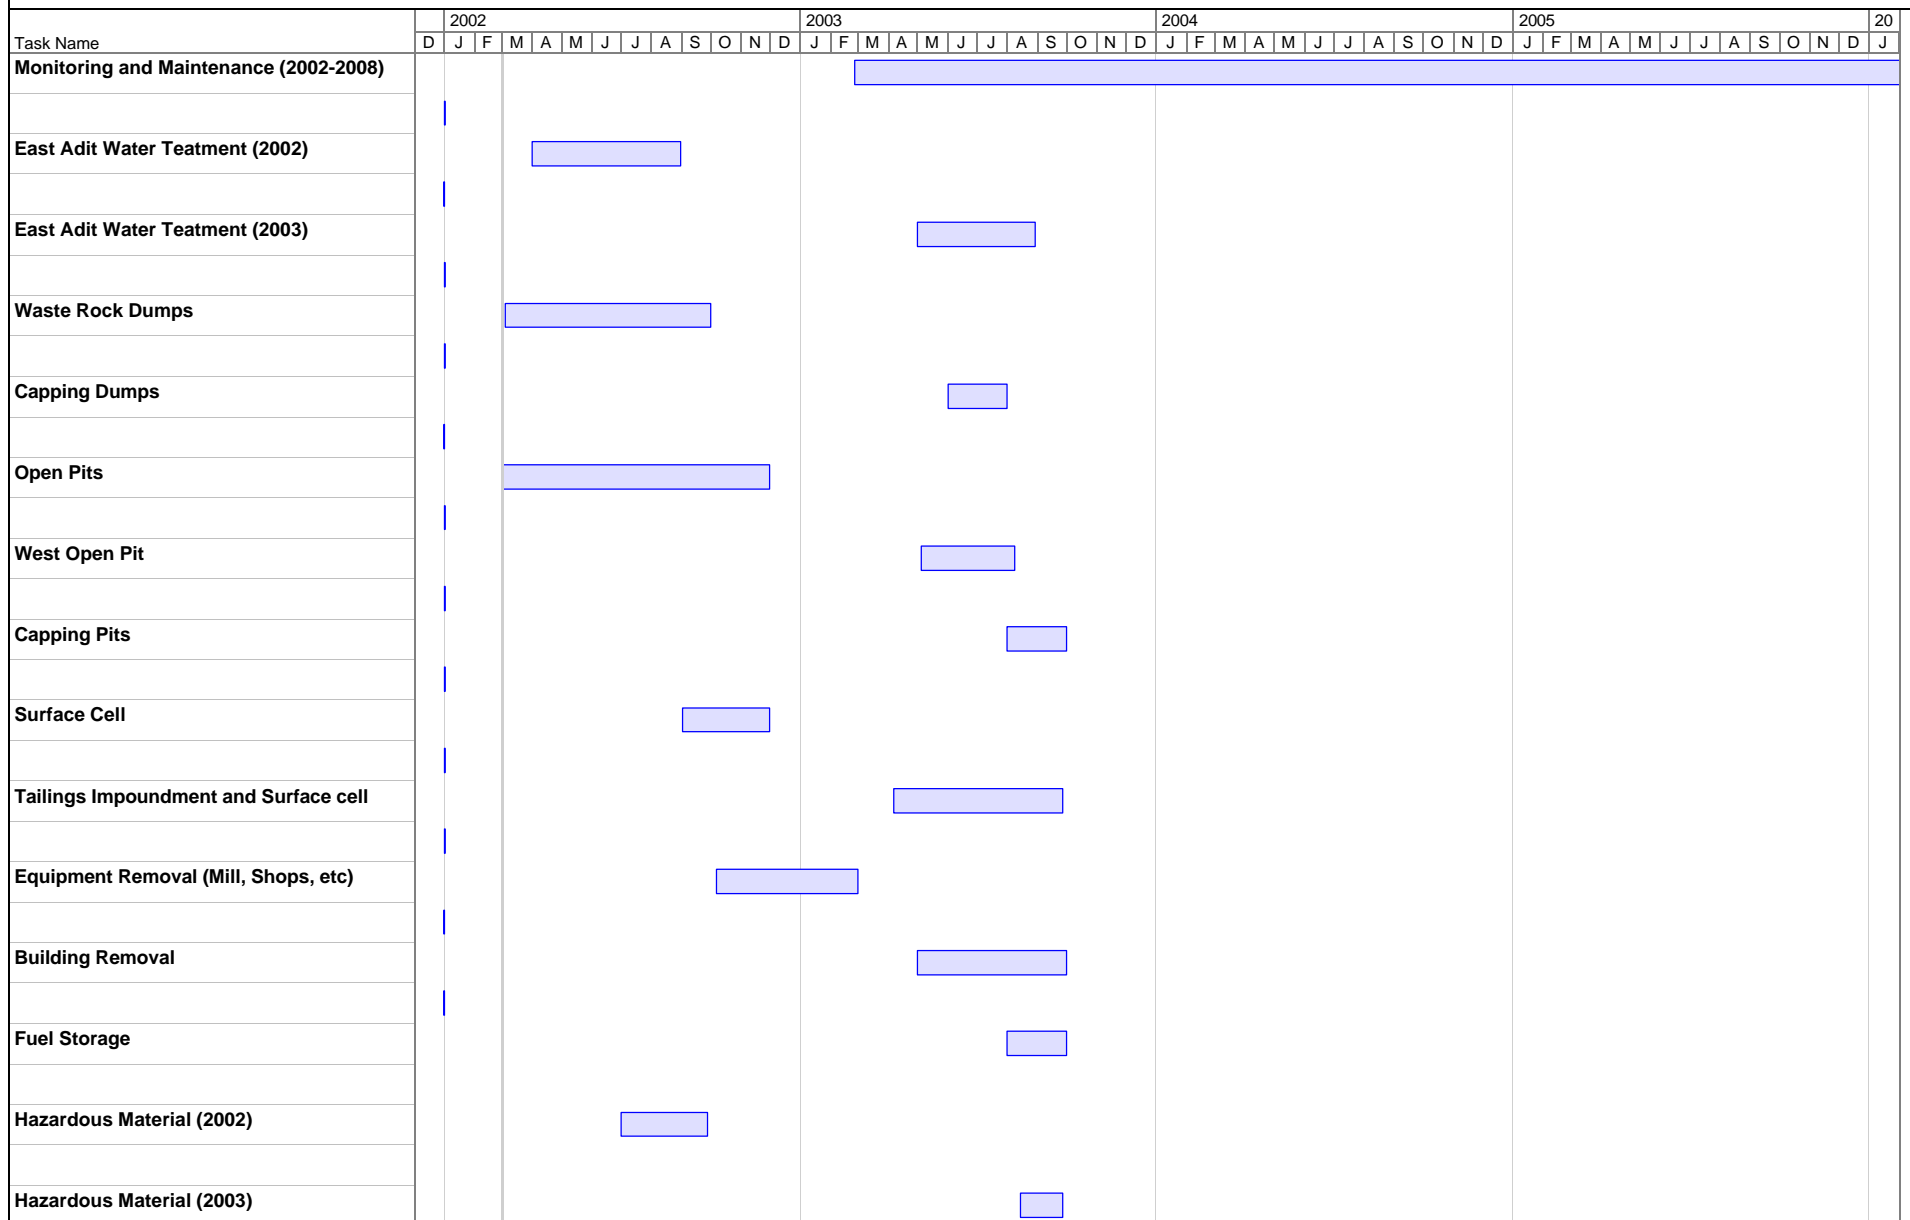 2002 2003 2004 2005 20
Task Name D J F M A M J J A S O N D J F M A M J J A S O N D J F M A M J J A S O N D J F M A M J J A S O N D J
Monitoring and Maintenance (2002-2008)
East Adit Water Teatment (2002)
East Adit Water Teatment (2003)
Waste Rock Dumps
Capping Dumps
Open Pits
West Open Pit
Capping Pits
Surface Cell
Tailings Impoundment and Surface cell
Equipment Removal (Mill, Shops, etc)
Building Removal
Fuel Storage
Hazardous Material (2002)
Hazardous Material (2003)